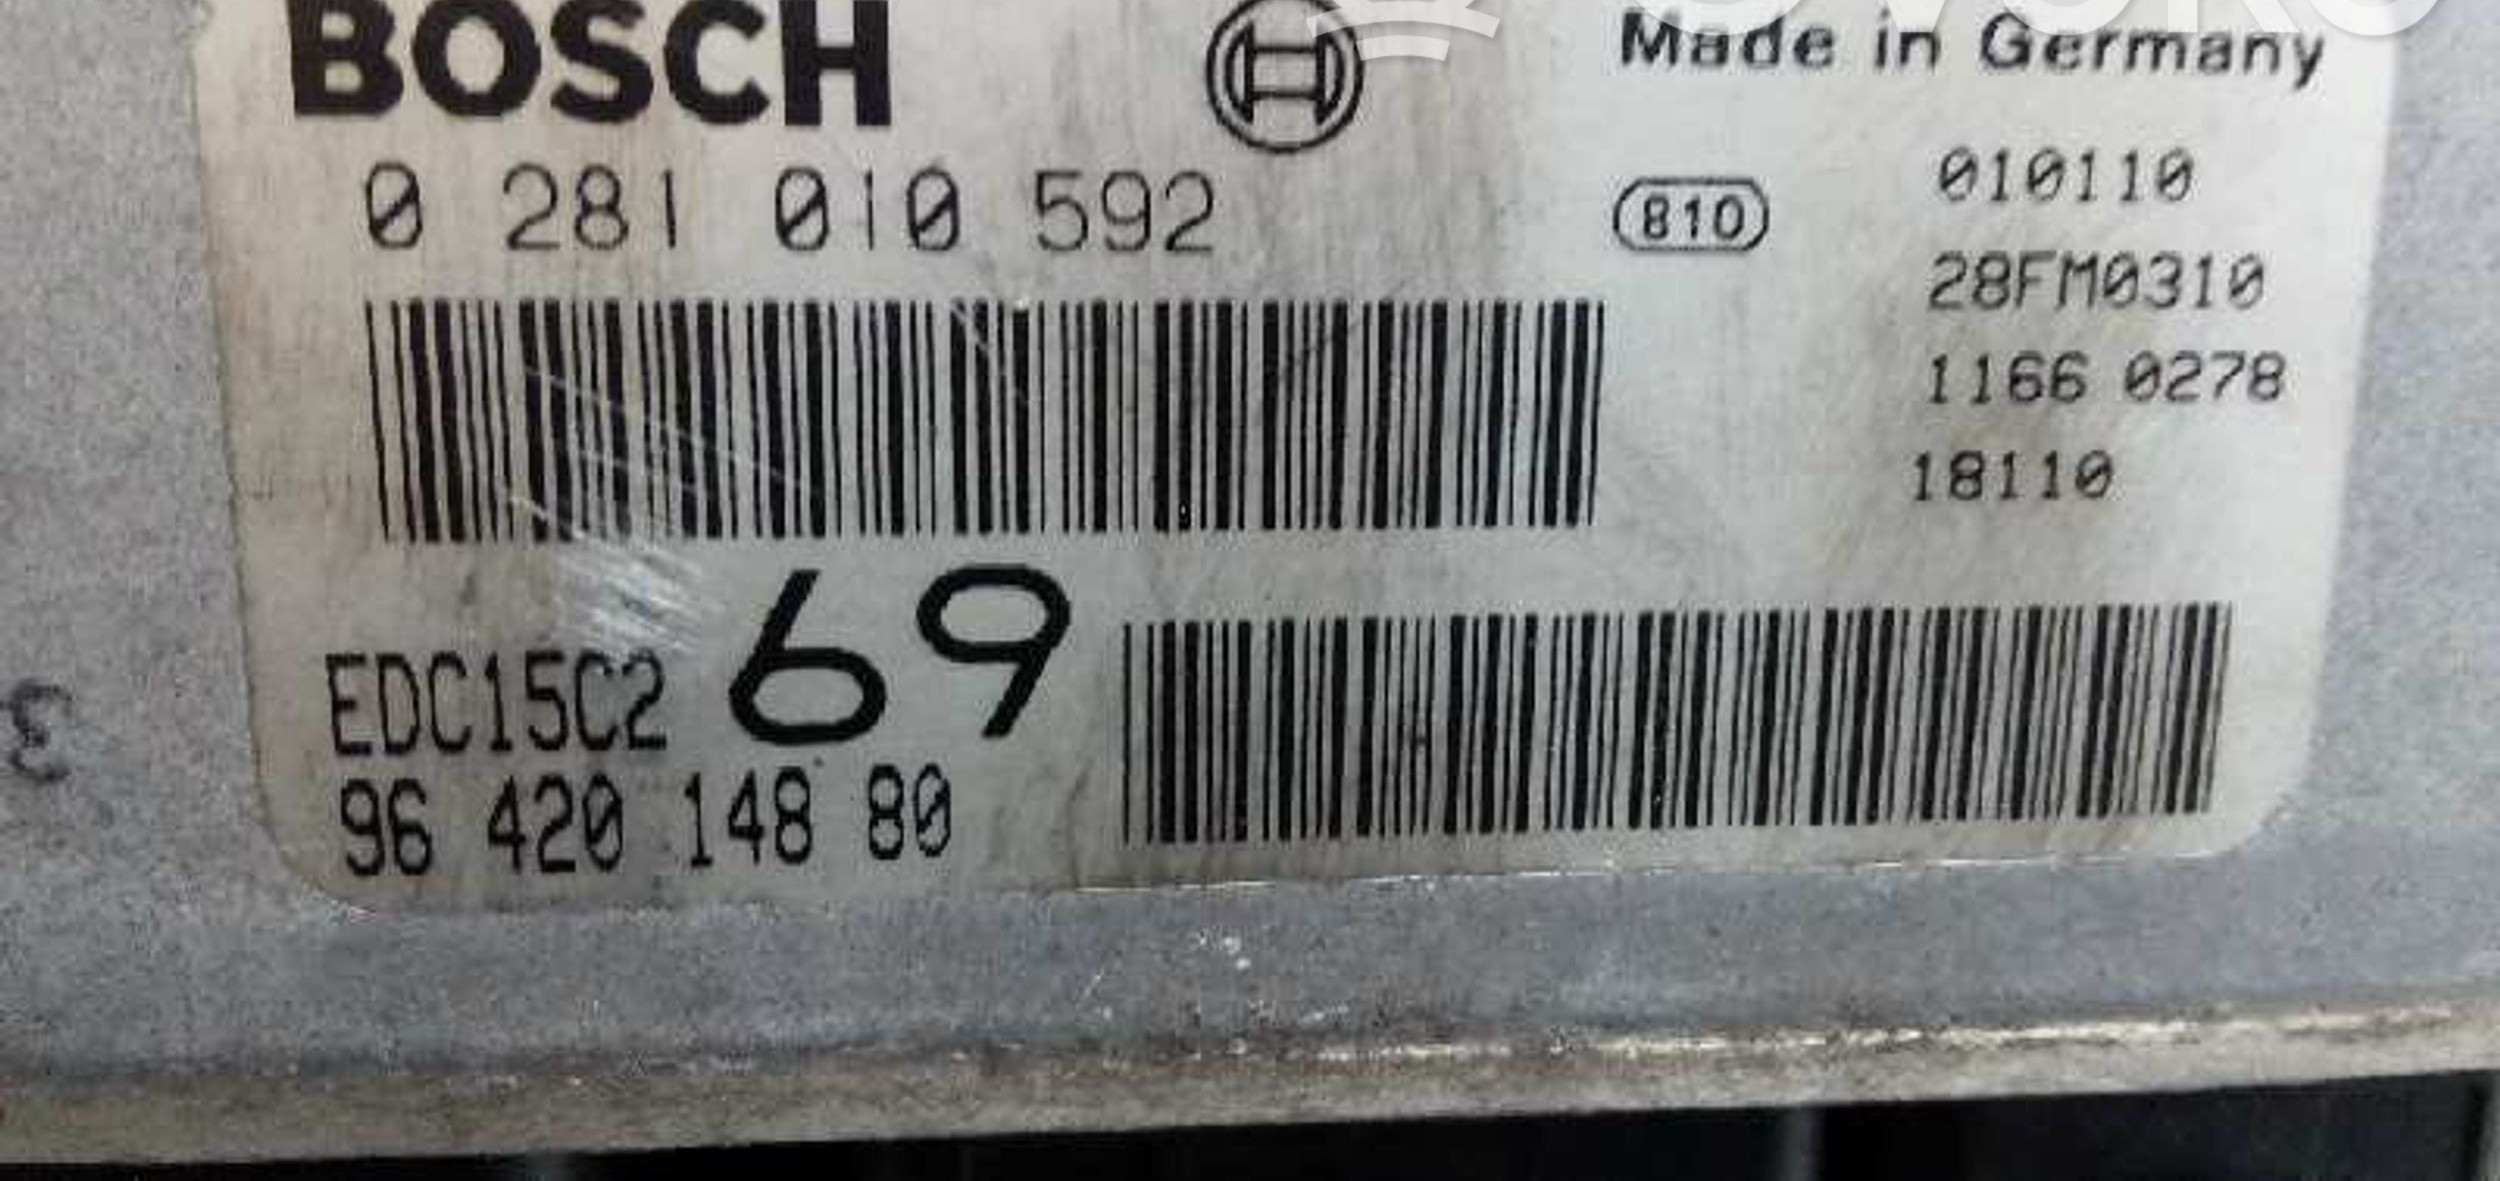 BOSCH
Made in Germany
0 281 010 592
810
010110
28FM0310
1166 0278
18110
EDC15C2 69
96 420 148 80
3